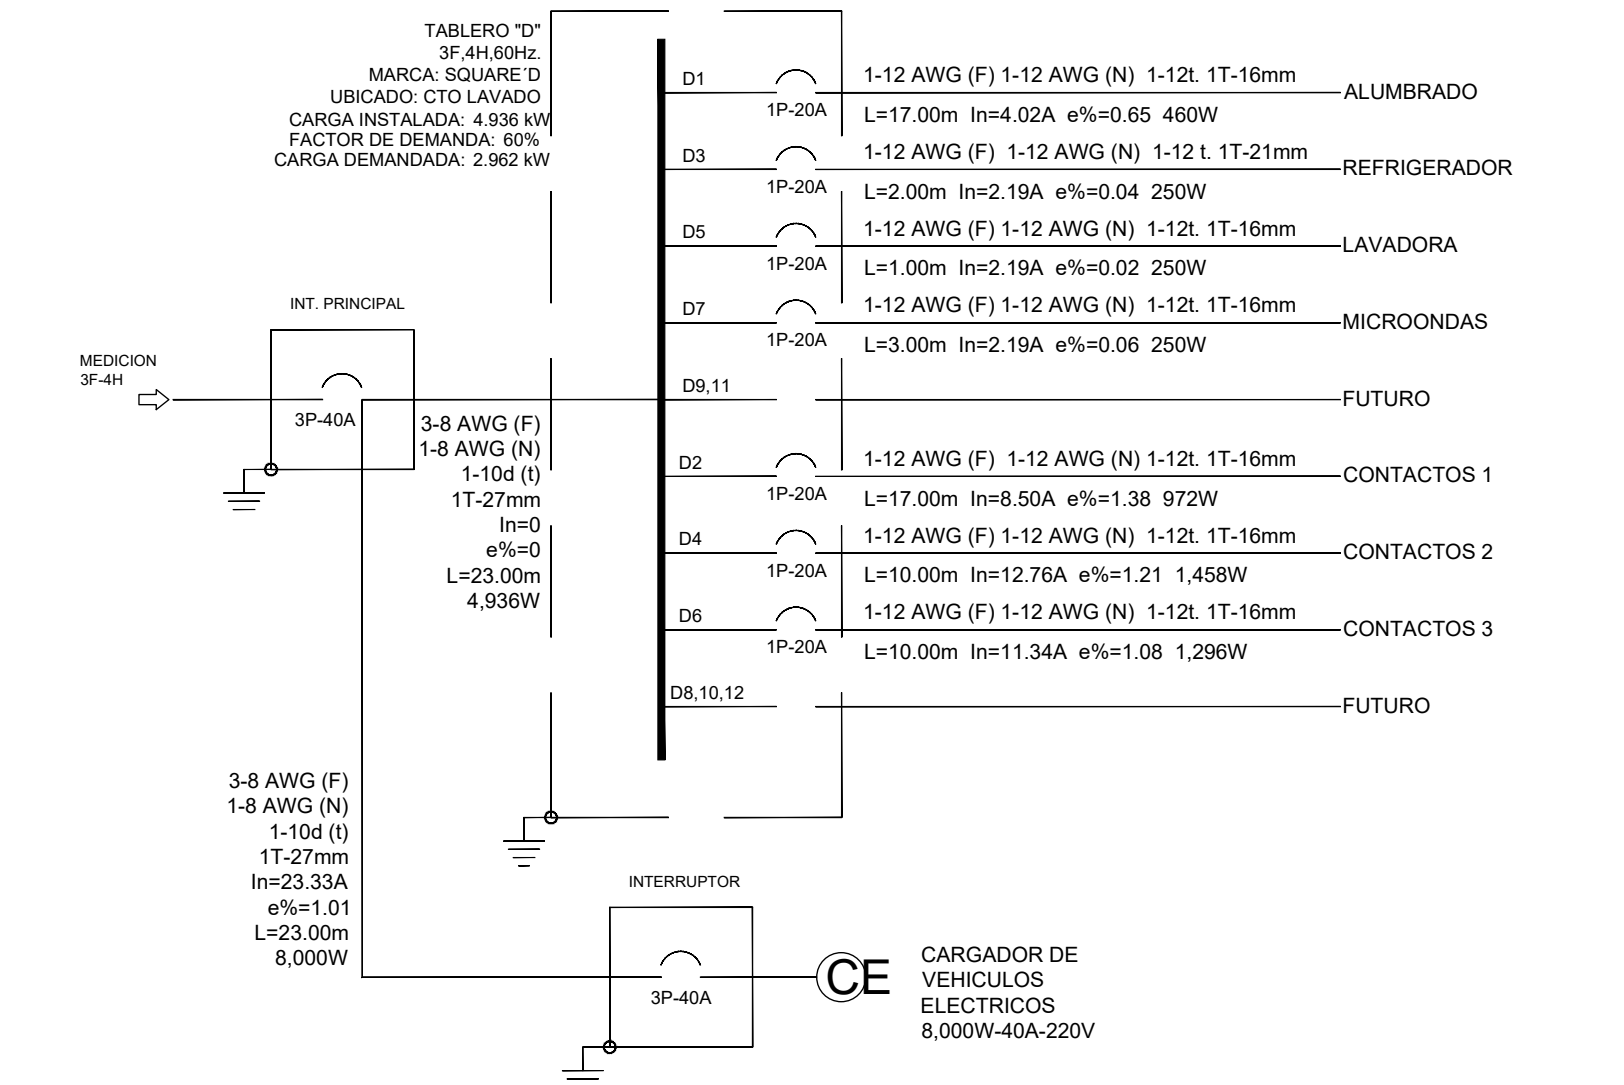 TABLERO "D"
3F,4H,60Hz.
MARCA: SQUARE´D
UBICADO: CTO LAVADO
CARGA INSTALADA: 4.936 kW
FACTOR DE DEMANDA: 60%
CARGA DEMANDADA: 2.962 kW
D1
1P-20A
1-12 AWG (F) 1-12 AWG (N) 1-12t. 1T-16mm
L=17.00m In=4.02A e%=0.65 460W
ALUMBRADO
D3
1P-20A
1-12 AWG (F) 1-12 AWG (N) 1-12 t. 1T-21mm
L=2.00m In=2.19A e%=0.04 250W
REFRIGERADOR
D5
1P-20A
1-12 AWG (F) 1-12 AWG (N) 1-12t. 1T-16mm
L=1.00m In=2.19A e%=0.02 250W
LAVADORA
D7
1P-20A
1-12 AWG (F) 1-12 AWG (N) 1-12t. 1T-16mm
L=3.00m In=2.19A e%=0.06 250W
MICROONDAS
D9,11
FUTURO
D2
1P-20A
1-12 AWG (F) 1-12 AWG (N) 1-12t. 1T-16mm
L=17.00m In=8.50A e%=1.38 972W
CONTACTOS 1
D4
1P-20A
1-12 AWG (F) 1-12 AWG (N) 1-12t. 1T-16mm
L=10.00m In=12.76A e%=1.21 1,458W
CONTACTOS 2
D6
1P-20A
1-12 AWG (F) 1-12 AWG (N) 1-12t. 1T-16mm
L=10.00m In=11.34A e%=1.08 1,296W
CONTACTOS 3
D8,10,12
FUTURO
INT. PRINCIPAL
MEDICION
3F-4H
3P-40A
3-8 AWG (F)
1-8 AWG (N)
1-10d (t)
1T-27mm
In=0
e%=0
L=23.00m
4,936W
3-8 AWG (F)
1-8 AWG (N)
1-10d (t)
1T-27mm
In=23.33A
e%=1.01
L=23.00m
8,000W
INTERRUPTOR
3P-40A
CE
CARGADOR DE
VEHICULOS
ELECTRICOS
8,000W-40A-220V